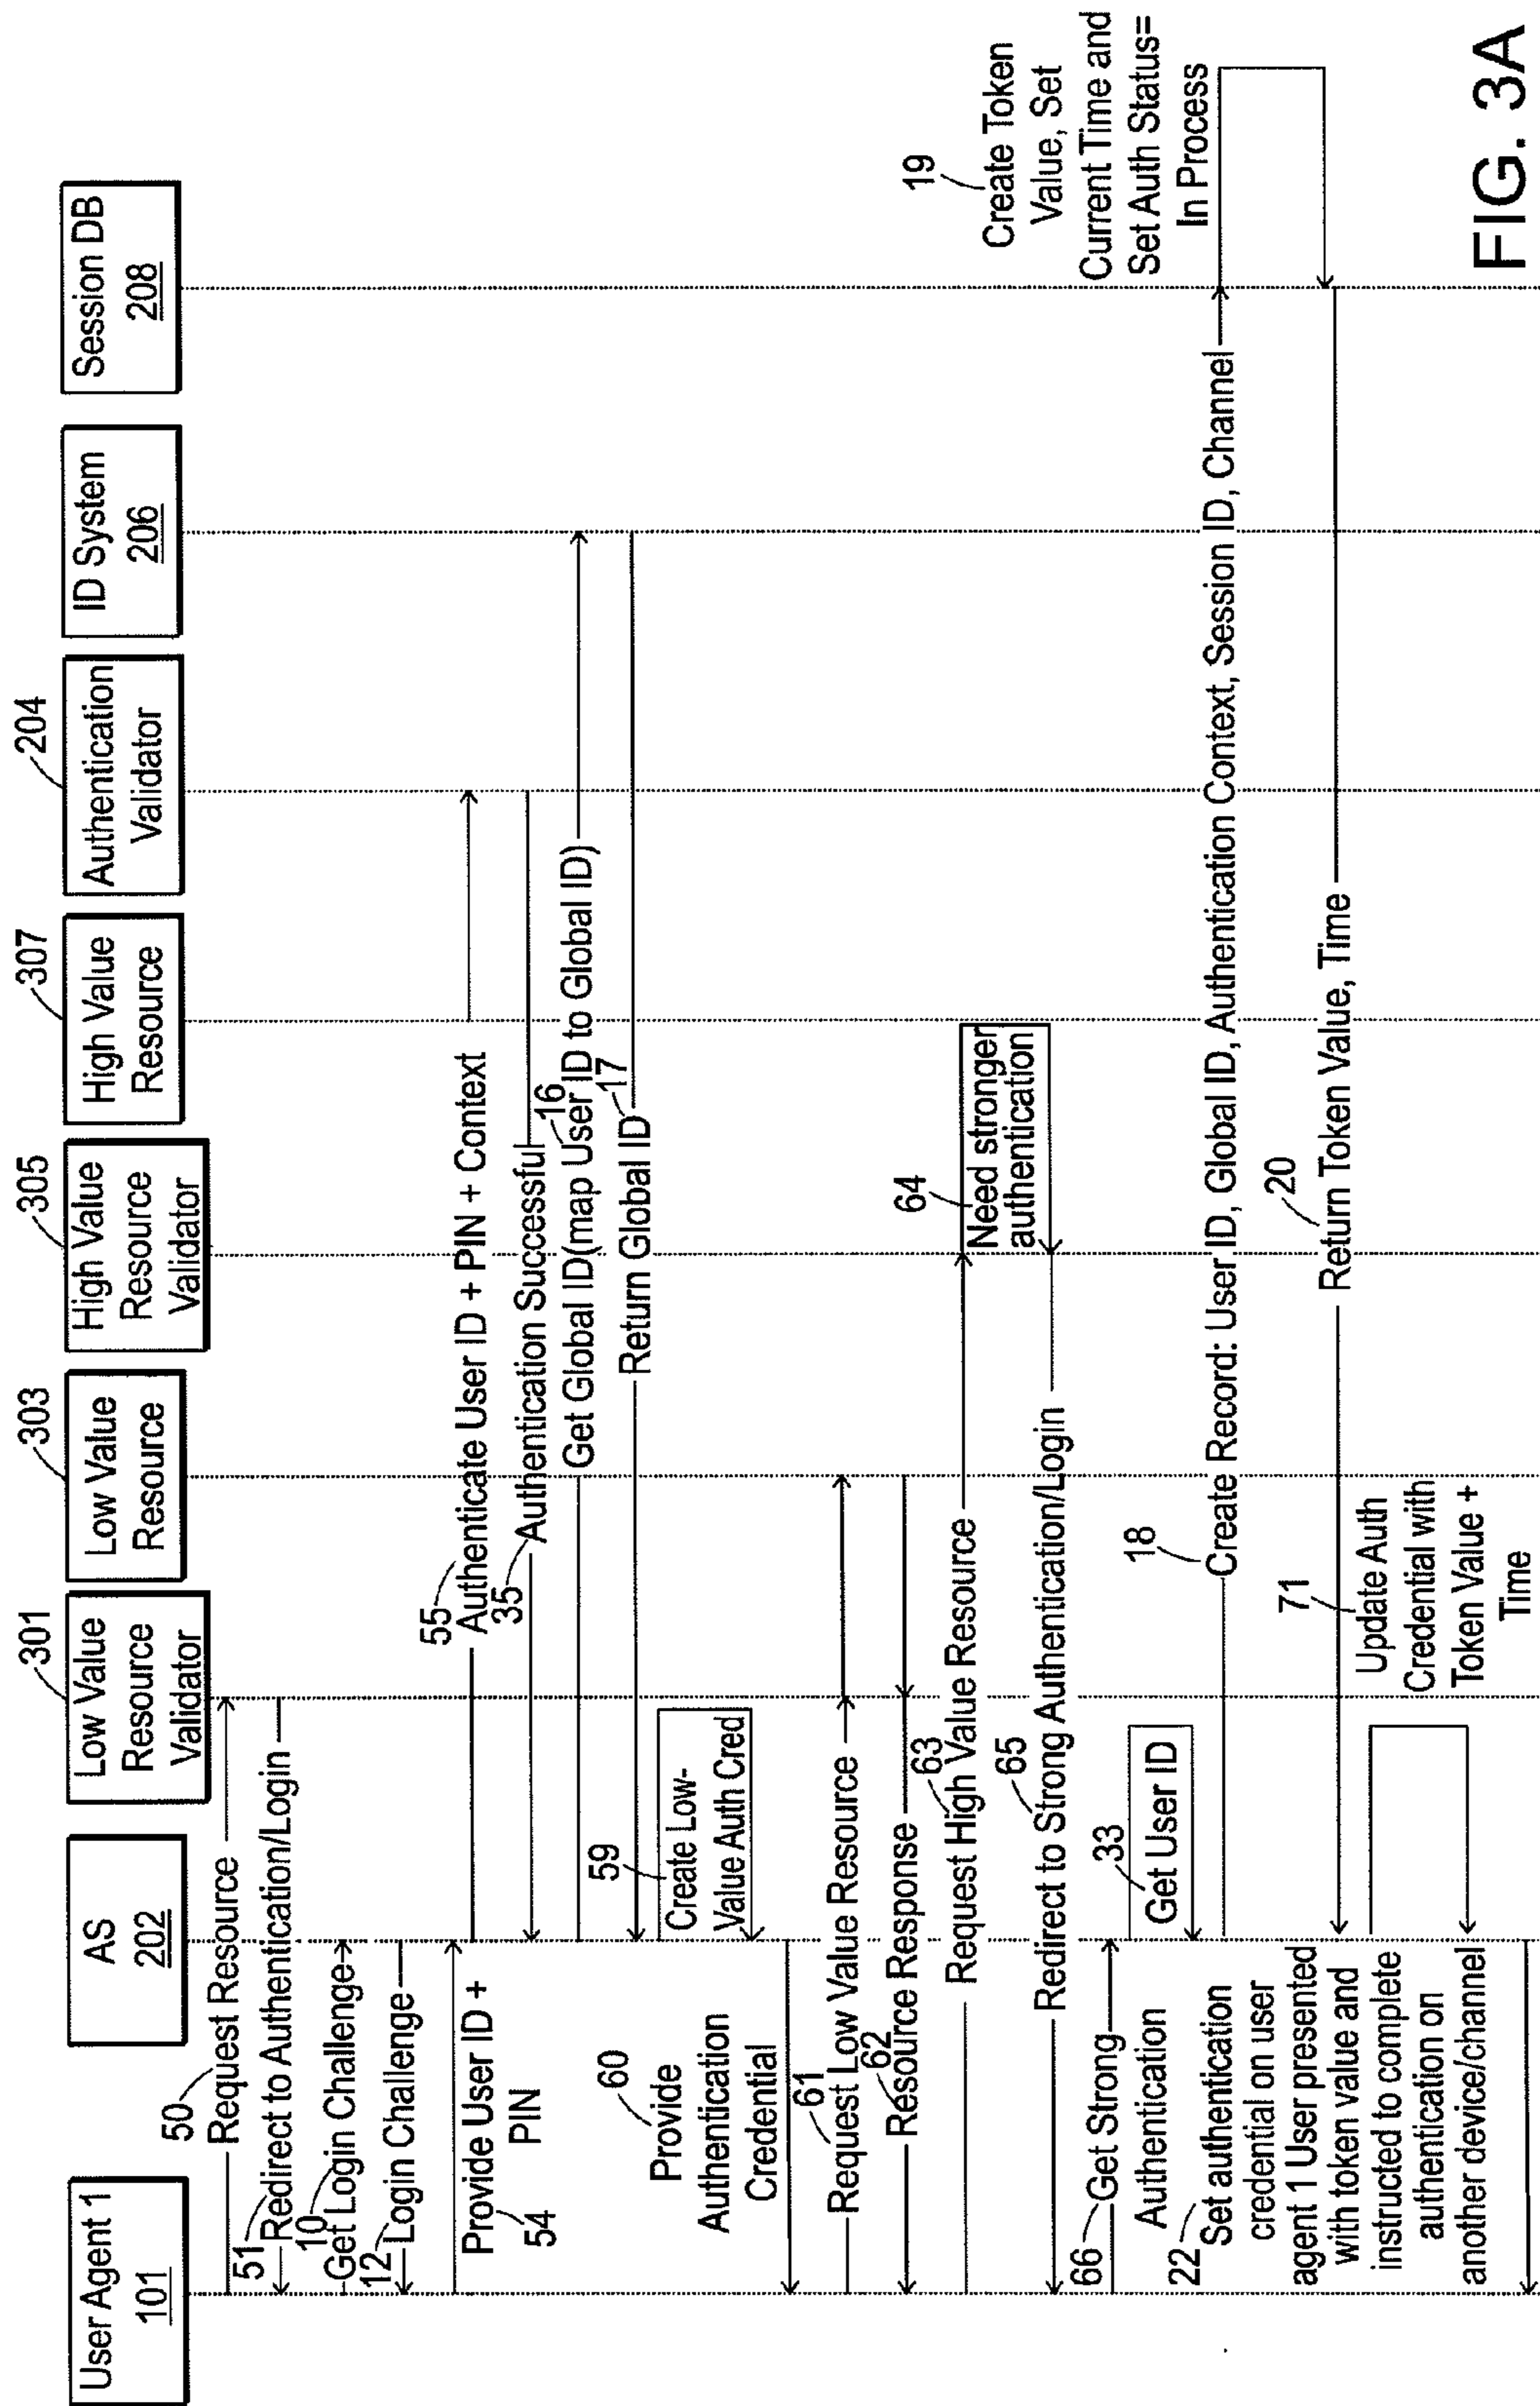 User Agent 1
101
AS
202
301
Low Value
Resource
Validator
303
Low Value
Resource
305
High Value
Resource
Validator
307
High Value
Resource
204
Authentication
Validator
ID System
206
Session DB
208
50
Request Resource
51
Redirect to Authentication/Login
10
Get Login Challenge
12
Login Challenge
Provide User ID +
PIN
54
55
Authenticate User ID + PIN + Context
35
Authentication Successful
16
Get Global ID(map User ID to Global ID)
17
Return Global ID
59
Create Low-
Value Auth Cred
60
Provide
Authentication
Credential
61
Request Low Value Resource
62
Resource Response
63
Request High Value Resource
64
Need stronger
authentication
65
Redirect to Strong Authentication/Login
66
Get Strong
Authentication
33
Get User ID
18
Create Record: User ID, Global ID, Authentication Context, Session ID, Channel
19
Create Token
Value, Set
Current Time and
Set Auth Status=
In Process
20
Return Token Value, Time
71
Update Auth
Credential with
Token Value +
Time
22
Set authentication
credential on user
agent 1 User presented
with token value and
instructed to complete
authentication on
another device/channel
FIG. 3A